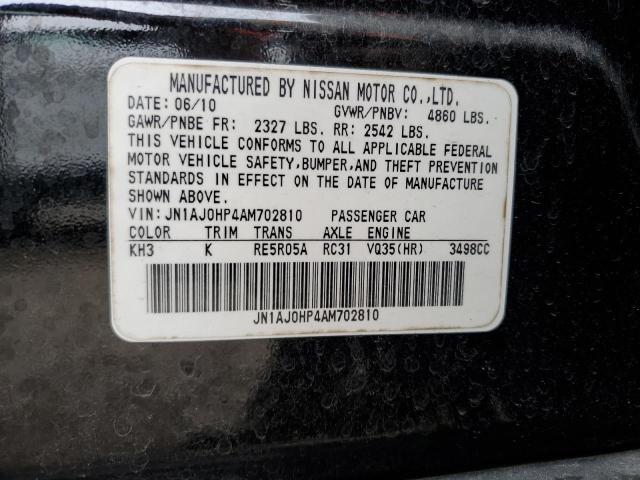 MANUFACTURED BY NISSAN MOTOR CO.,LTD.
DATE: 06/10 GVWR/PNBV: 4860 LBS.
GAWR/PNBE FR: 2327 LBS. RR: 2542 LBS.
THIS VEHICLE CONFORMS TO ALL APPLICABLE FEDERAL
MOTOR VEHICLE SAFETY,BUMPER,AND THEFT PREVENTION
STANDARDS IN EFFECT ON THE DATE OF MANUFACTURE
SHOWN ABOVE.
VIN: JN1AJ0HP4AM702810 PASSENGER CAR
COLOR TRIM TRANS AXLE ENGINE
KH3 K RE5R05A RC31 VQ35(HR) 3498CC
JN1AJ0HP4AM702810